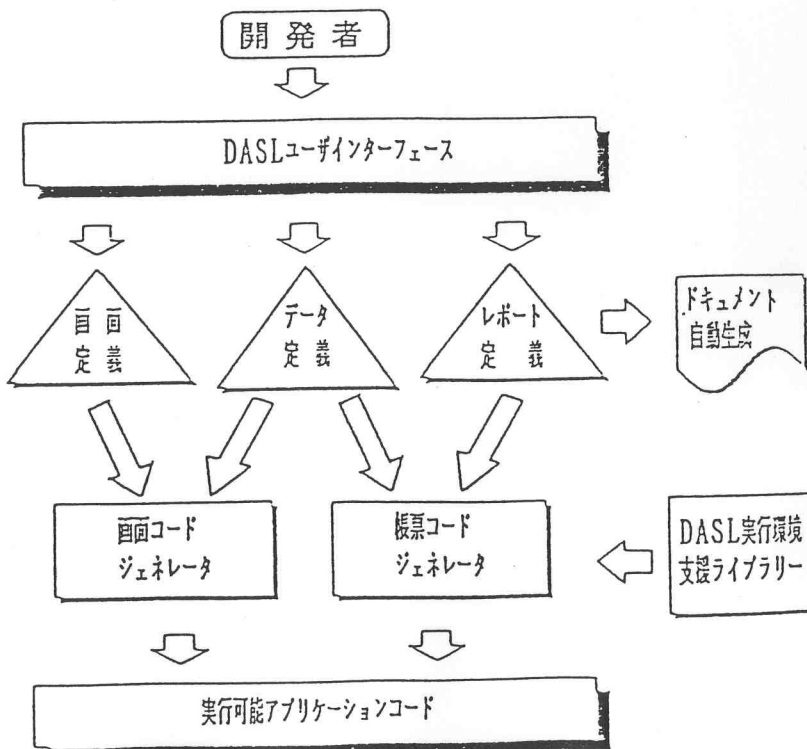 開発者
DASLユーザインターフェース
画面
定義
データ
定義
レポート
定義
ドキュメント
自動生成
画面コード
ジェネレータ
帳票コード
ジェネレータ
DASL実行環境
支援ライブラリー
実行可能アプリケーションコード